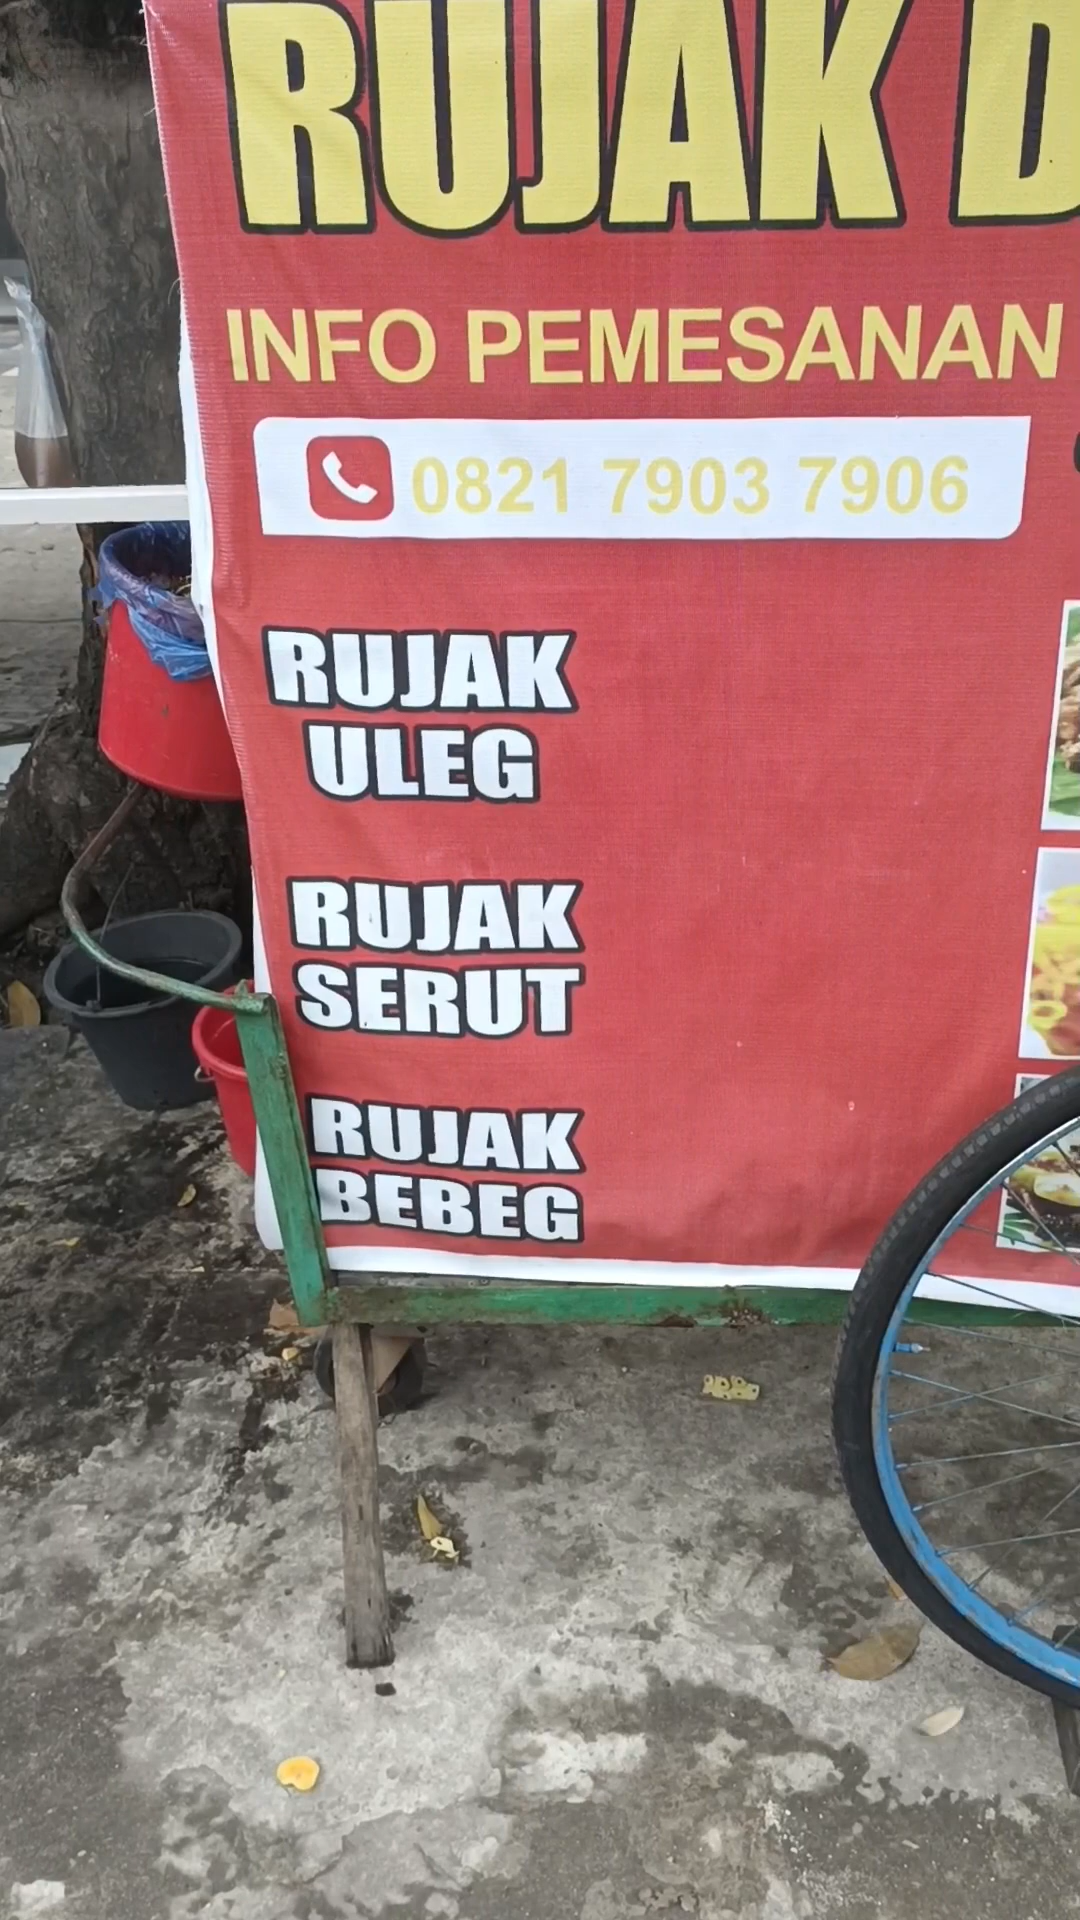 RUJAK
INFO PEMESANAN
0821 7903 7906
RUJAK
ULEG
RUJAK
SERUT
RUJAK
BEBEG